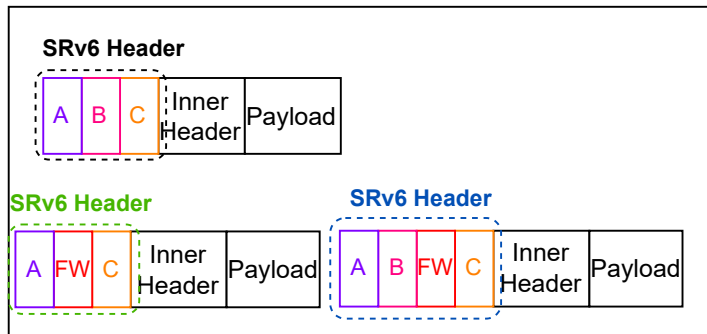 SRv6 Header
A B C Inner Header Payload
SRv6 Header
A FW C Inner Header Payload
SRv6 Header
A B FW C Inner Header Payload